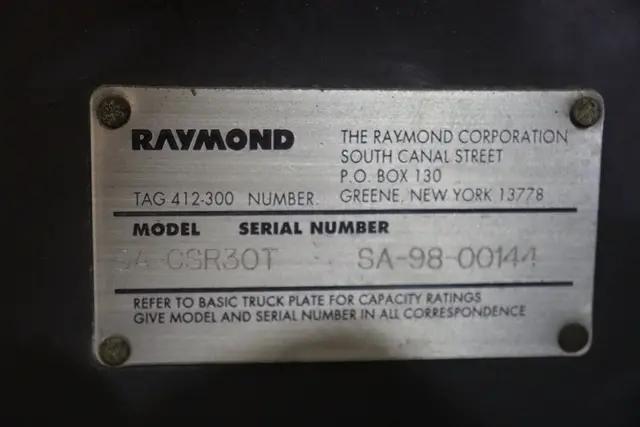 RAYMOND
THE RAYMOND CORPORATION
SOUTH CANAL STREET
P.O. BOX 130
TAG 412-300 NUMBER. GREENE, NEW YORK 13778
MODEL SERIAL NUMBER
SA-CSR30T SA-98-00144
REFER TO BASIC TRUCK PLATE FOR CAPACITY RATINGS
GIVE MODEL AND SERIAL NUMBER IN ALL CORRESPONDENCE